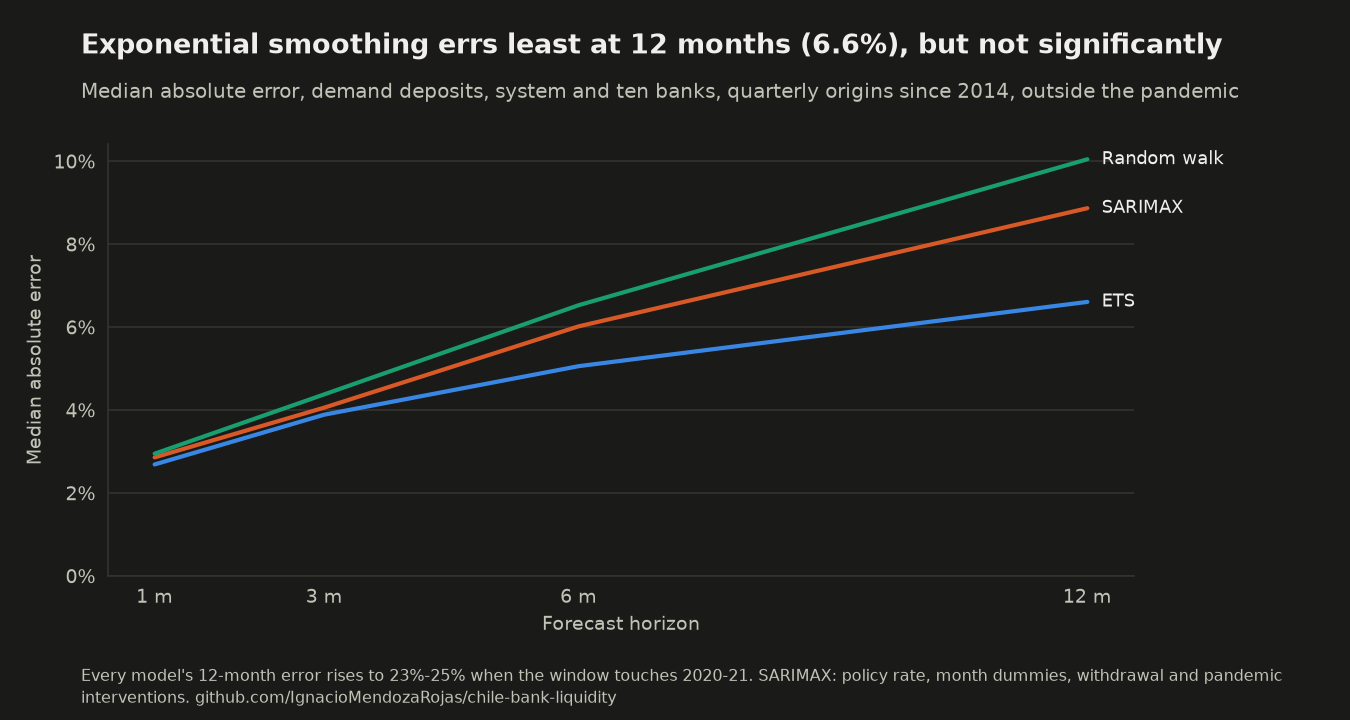 Exponential smoothing errs least at 12 months (6.6%), but not significantly
Median absolute error, demand deposits, system and ten banks, quarterly origins since 2014, outside the pandemic
Median absolute error
10%
8%
6%
4%
2%
0%
Random walk
SARIMAX
ETS
1 m
3 m
6 m
12 m
Forecast horizon
Every model's 12-month error rises to 23%-25% when the window touches 2020-21. SARIMAX: policy rate, month dummies, withdrawal and pandemic
interventions. github.com/IgnacioMendozaRojas/chile-bank-liquidity